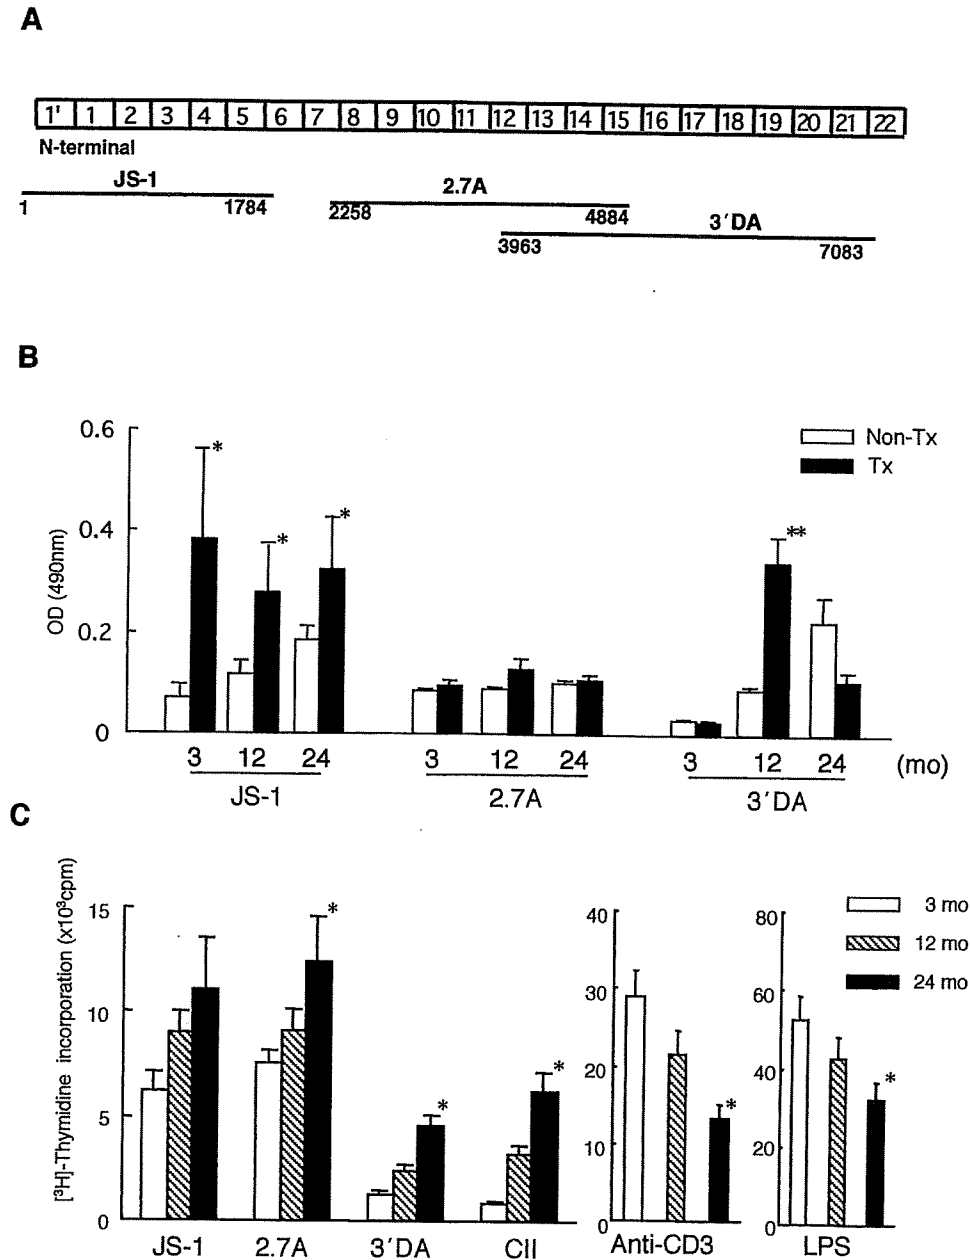 A
1' 1 2 3 4 5 6 7 8 9 10 11 12 13 14 15 16 17 18 19 20 21 22
N-terminal
JS-1
1 1784
2.7A
2258 4884
3´DA
3963 7083
B
OD (490nm)
0.6
0.4
0.2
0
Non-Tx
Tx
* * * **
3 12 24 3 12 24 3 12 24 (mo)
JS-1 2.7A 3´DA
C
[³H]-Thymidine incorporation (x10³cpm)
15
10
5
0
* * *
JS-1 2.7A 3´DA CII
40
30
20
10
0
*
Anti-CD3
80
60
40
20
0
*
LPS
3 mo
12 mo
24 mo